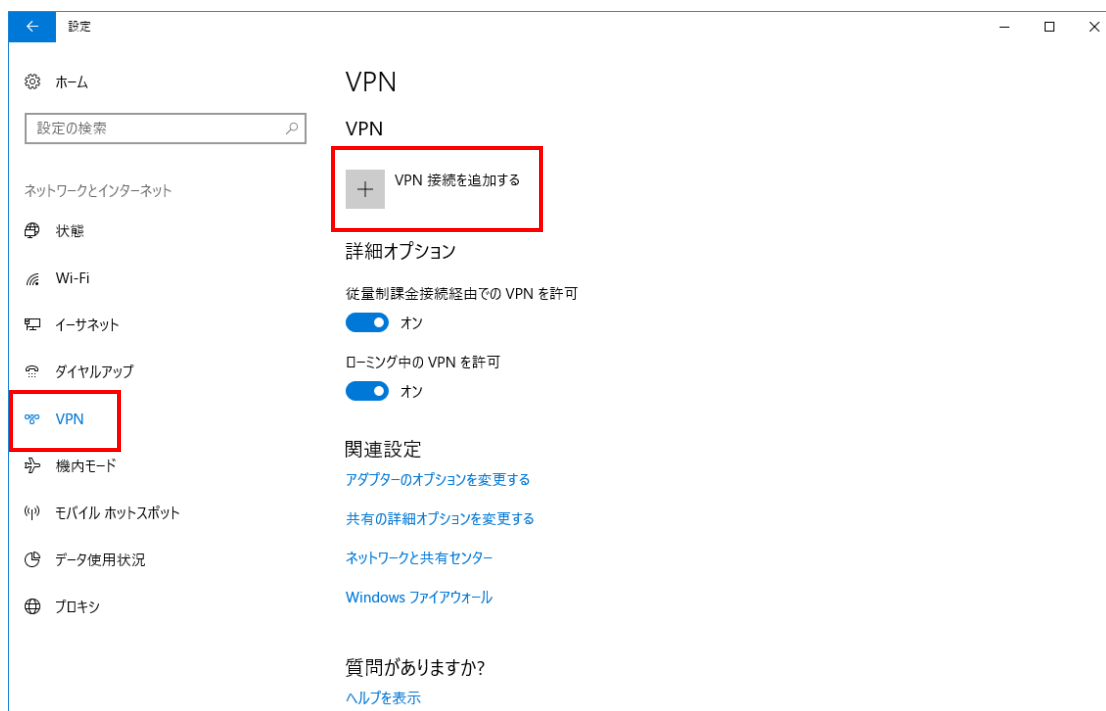 設定
ホーム
設定の検索
ネットワークとインターネット
状態
Wi-Fi
イーサネット
ダイヤルアップ
VPN
機内モード
モバイル ホットスポット
データ使用状況
プロキシ
VPN
VPN
VPN 接続を追加する
詳細オプション
従量制課金接続経由での VPN を許可
オン
ローミング中の VPN を許可
オン
関連設定
アダプターのオプションを変更する
共有の詳細オプションを変更する
ネットワークと共有センター
Windows ファイアウォール
質問がありますか?
ヘルプを表示